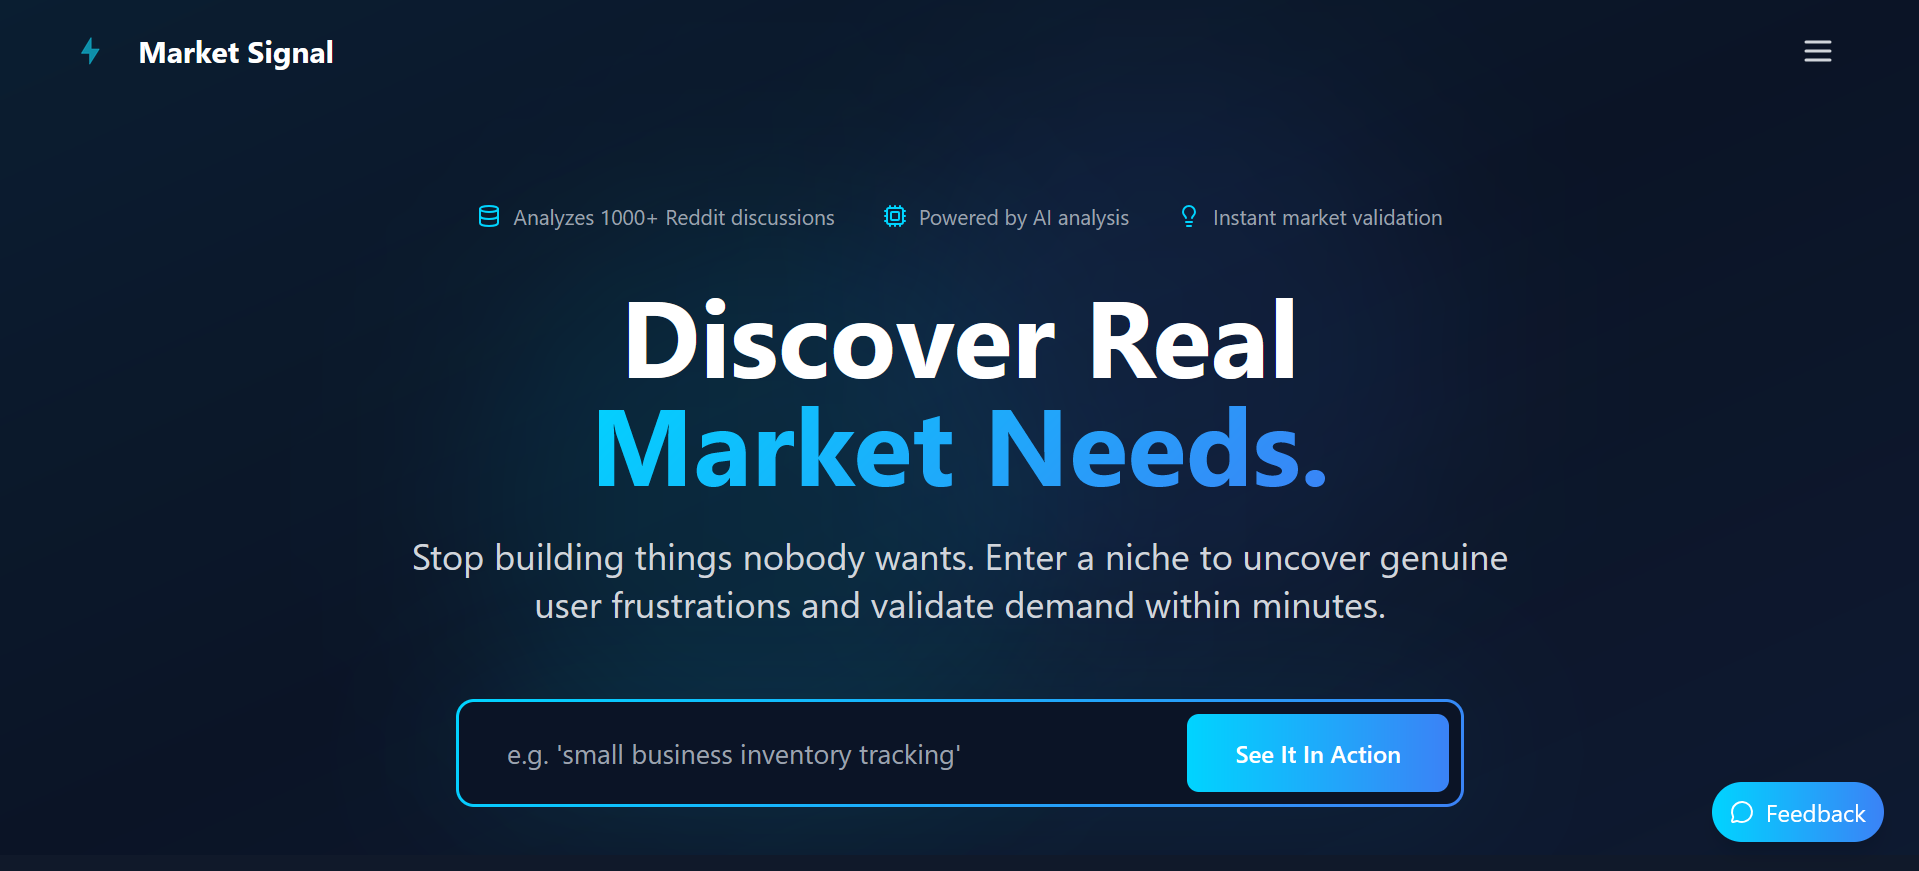 Market Signal
Analyzes 1000+ Reddit discussions
Powered by AI analysis
Instant market validation
Discover Real
Market Needs.
Stop building things nobody wants. Enter a niche to uncover genuine
user frustrations and validate demand within minutes.
e.g. 'small business inventory tracking'
See It In Action
Feedback